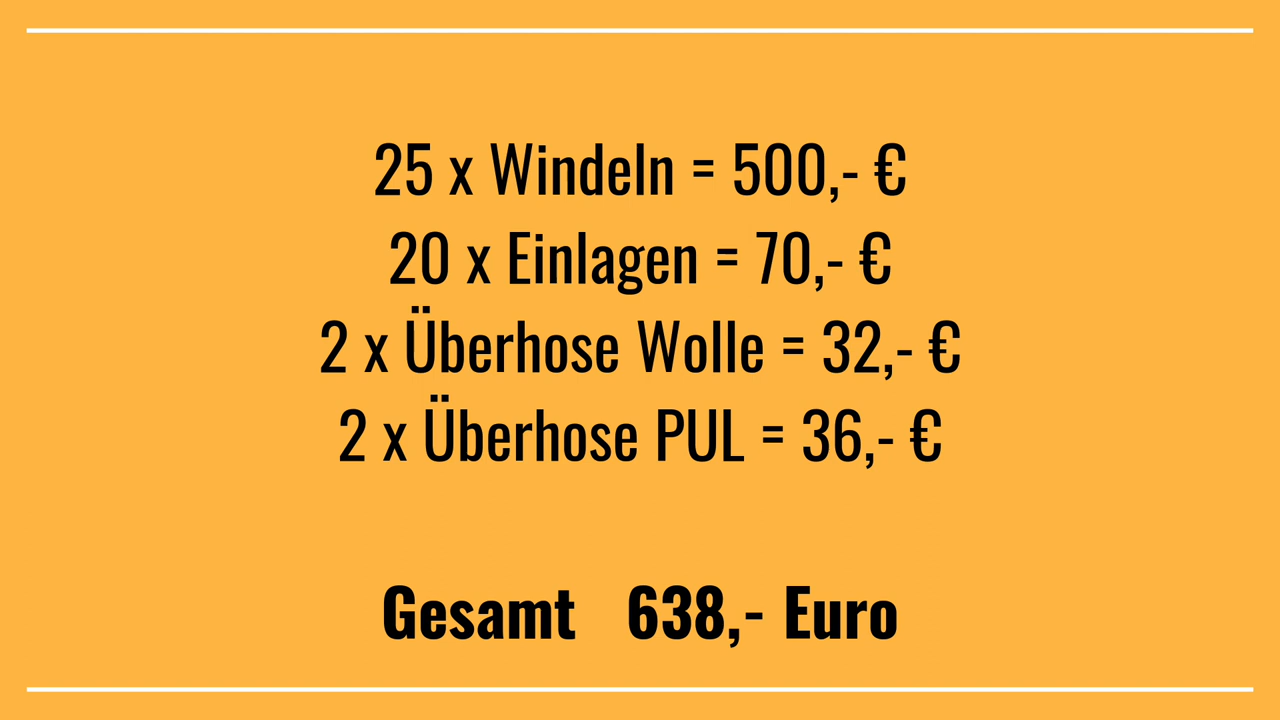 25 x Windeln = 500,- €
20 x Einlagen = 70,- €
2 x Überhose Wolle = 32,- €
2 x Überhose PUL = 36,- €
Gesamt 638,- Euro